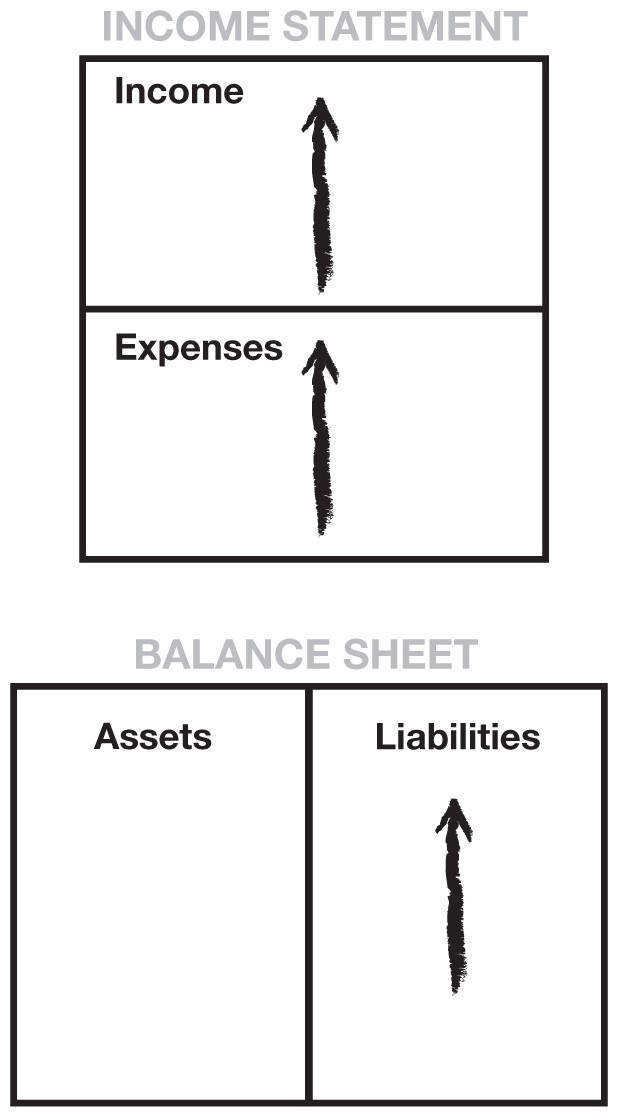 INCOME STATEMENT
Income
Expenses
BALANCE SHEET
Assets
Liabilities